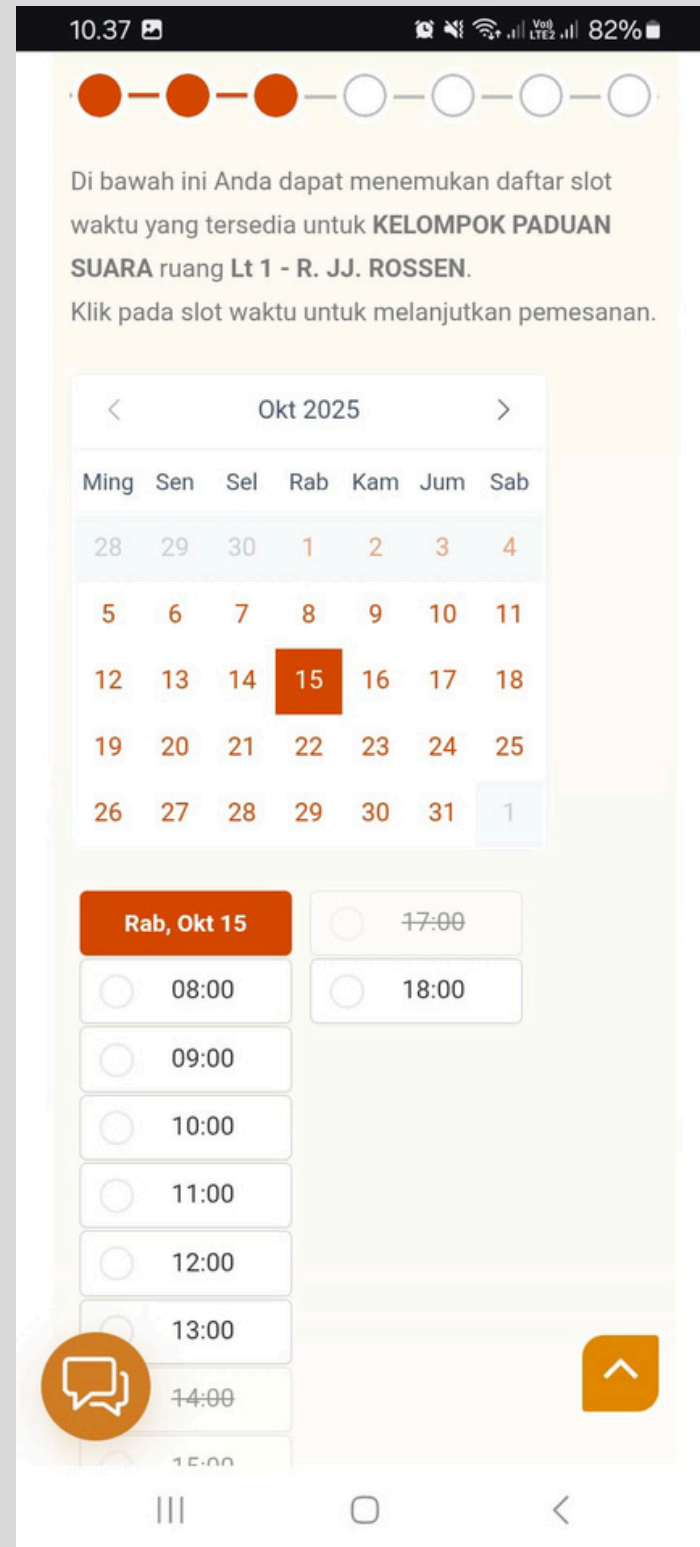 10.37
Voj)
LTE2
82%
Di bawah ini Anda dapat menemukan daftar slot
waktu yang tersedia untuk KELOMPOK PADUAN
SUARA ruang Lt 1 - R. JJ. ROSSEN.
Klik pada slot waktu untuk melanjutkan pemesanan.
Okt 2025
Ming Sen Sel Rab Kam Jum Sab
28 29 30 1 2 3 4
5 6 7 8 9 10 11
12 13 14 15 16 17 18
19 20 21 22 23 24 25
26 27 28 29 30 31 1
Rab, Okt 15
08:00
09:00
10:00
11:00
12:00
13:00
14:00
15:00
17:00
18:00